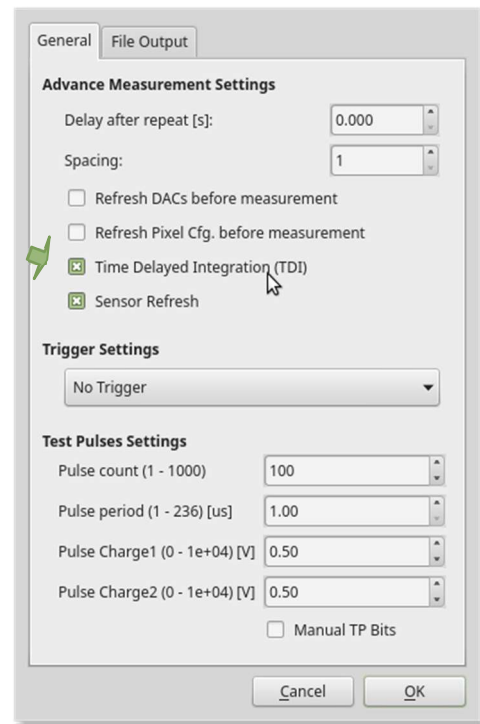 General File Output
Advance Measurement Settings
Delay after repeat [s]: 0.000
Spacing: 1
Refresh DACs before measurement
Refresh Pixel Cfg. before measurement
Time Delayed Integration (TDI)
Sensor Refresh
Trigger Settings
No Trigger
Test Pulses Settings
Pulse count (1 - 1000) 100
Pulse period (1 - 236) [us] 1.00
Pulse Charge1 (0 - 1e+04) [V] 0.50
Pulse Charge2 (0 - 1e+04) [V] 0.50
Manual TP Bits
Cancel OK